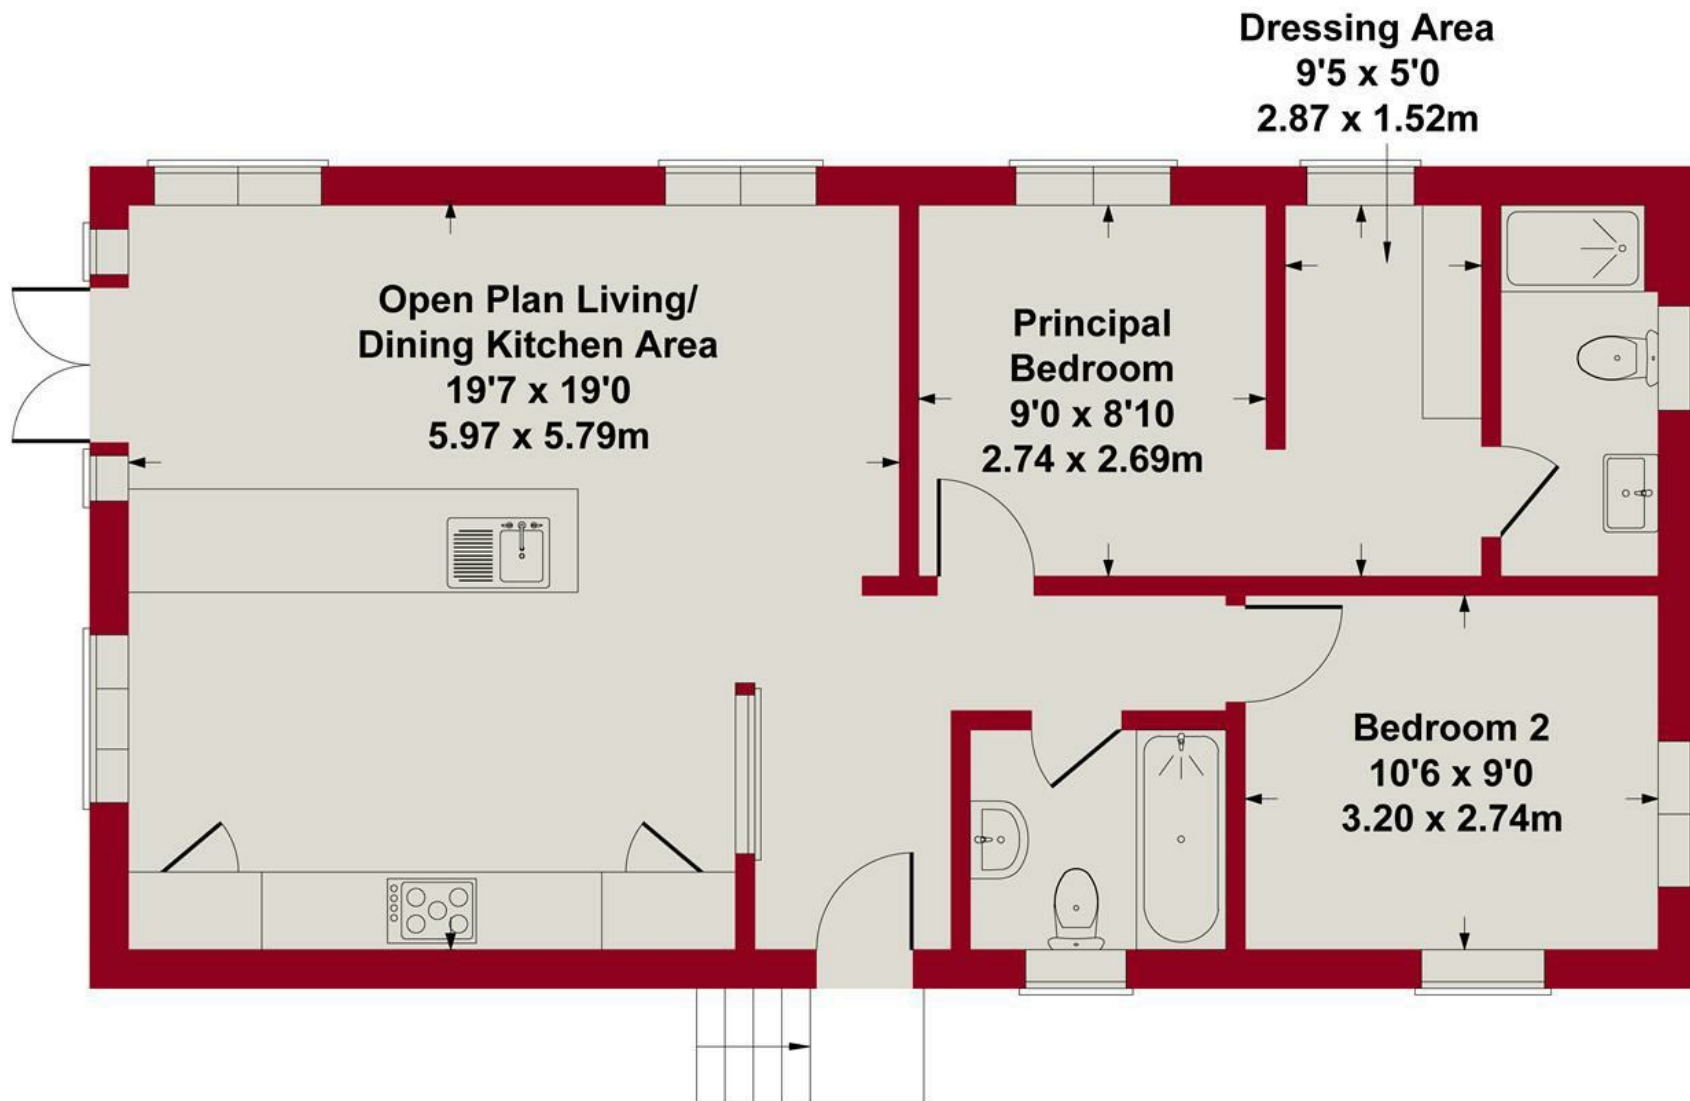 Dressing Area
9'5 x 5'0
2.87 x 1.52m
Open Plan Living/
Dining Kitchen Area
19'7 x 19'0
5.97 x 5.79m
Principal
Bedroom
9'0 x 8'10
2.74 x 2.69m
Bedroom 2
10'6 x 9'0
3.20 x 2.74m